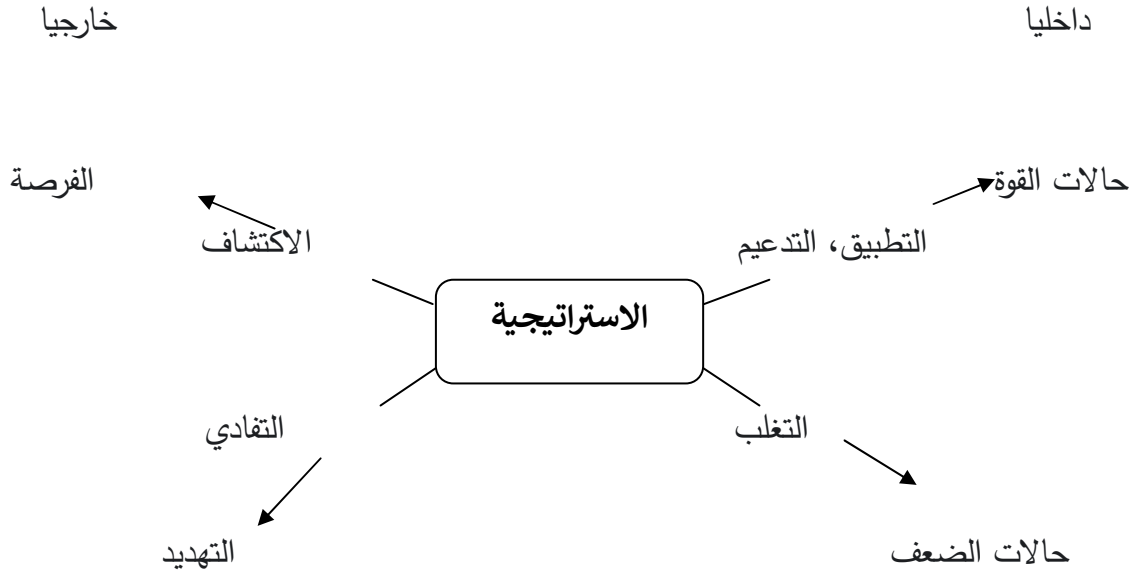 داخليا
خارجيا
حالات القوة
الفرصة
التطبيق، التدعيم
الاكتشاف
الاستراتيجية
التغلب
التفادي
حالات الضعف
التهديد